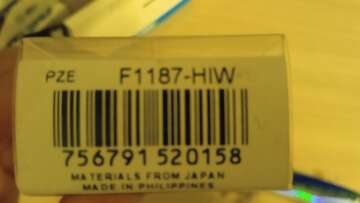 PZE F1187-HIW
756791 520158
MATERIALS FROM JAPAN
MADE IN PHILIPPINES